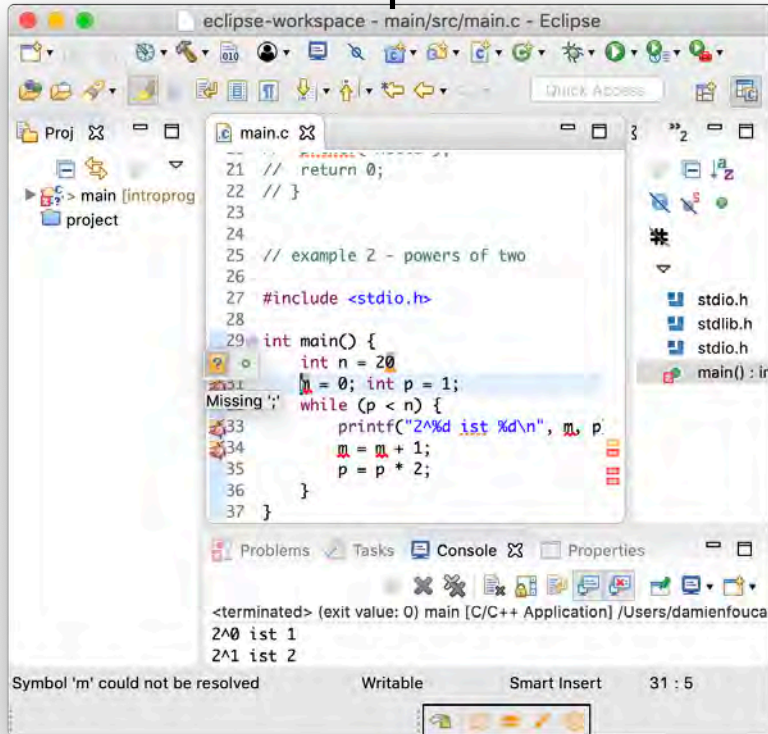 eclipse-workspace - main/src/main.c - Eclipse
010
Quick Access
Proj
main.c
»2
> main [introprog
project
21 // return 0;
22 // }
23
24
25 // example 2 - powers of two
26
27 #include <stdio.h>
28
29 int main() {
int n = 20
31 m = 0; int p = 1;
Missing ';'
while (p < n) {
33 printf("2^%d ist %d\n", m, p
34 m = m + 1;
35 p = p * 2;
36 }
37 }
stdio.h
stdlib.h
stdio.h
main() : in
Problems Tasks Console Properties
<terminated> (exit value: 0) main [C/C++ Application] /Users/damienfouca
2^0 ist 1
2^1 ist 2
Symbol 'm' could not be resolved Writable Smart Insert 31 : 5